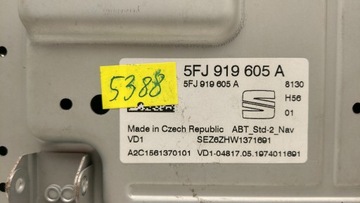 5388
5FJ 919 605 A
5FJ 919 605 A 8130
H56
01
Made in Czech Republic ABT_Std-2_Nav
VD1 SEZ6ZHW1371691
A2C1561370101 VD1-04817.05.1974011691